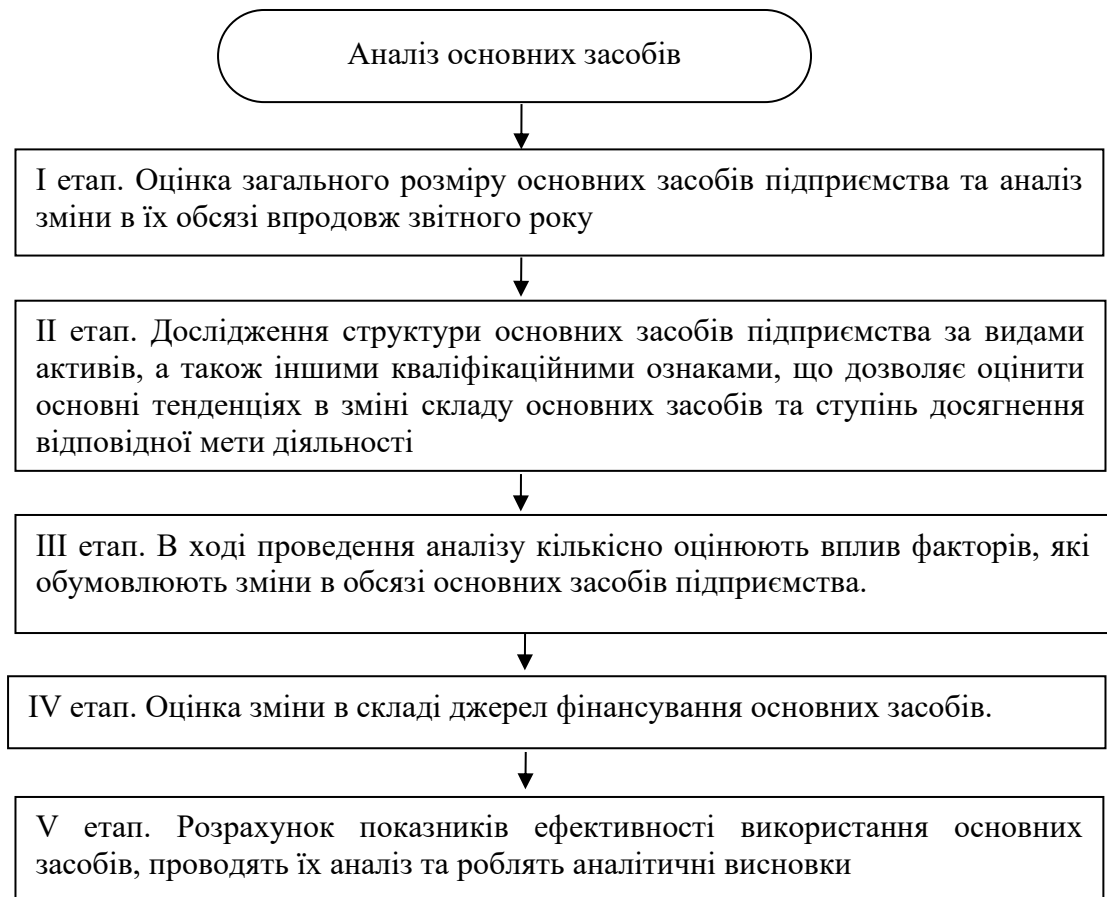 Аналіз основних засобів
І етап. Оцінка загального розміру основних засобів підприємства та аналіз
зміни в їх обсязі впродовж звітного року
ІІ етап. Дослідження структури основних засобів підприємства за видами
активів, а також іншими кваліфікаційними ознаками, що дозволяє оцінити
основні тенденціях в зміні складу основних засобів та ступінь досягнення
відповідної мети діяльності
ІІІ етап. В ході проведення аналізу кількісно оцінюють вплив факторів, які
обумовлюють зміни в обсязі основних засобів підприємства.
IV етап. Оцінка зміни в складі джерел фінансування основних засобів.
V етап. Розрахунок показників ефективності використання основних
засобів, проводять їх аналіз та роблять аналітичні висновки